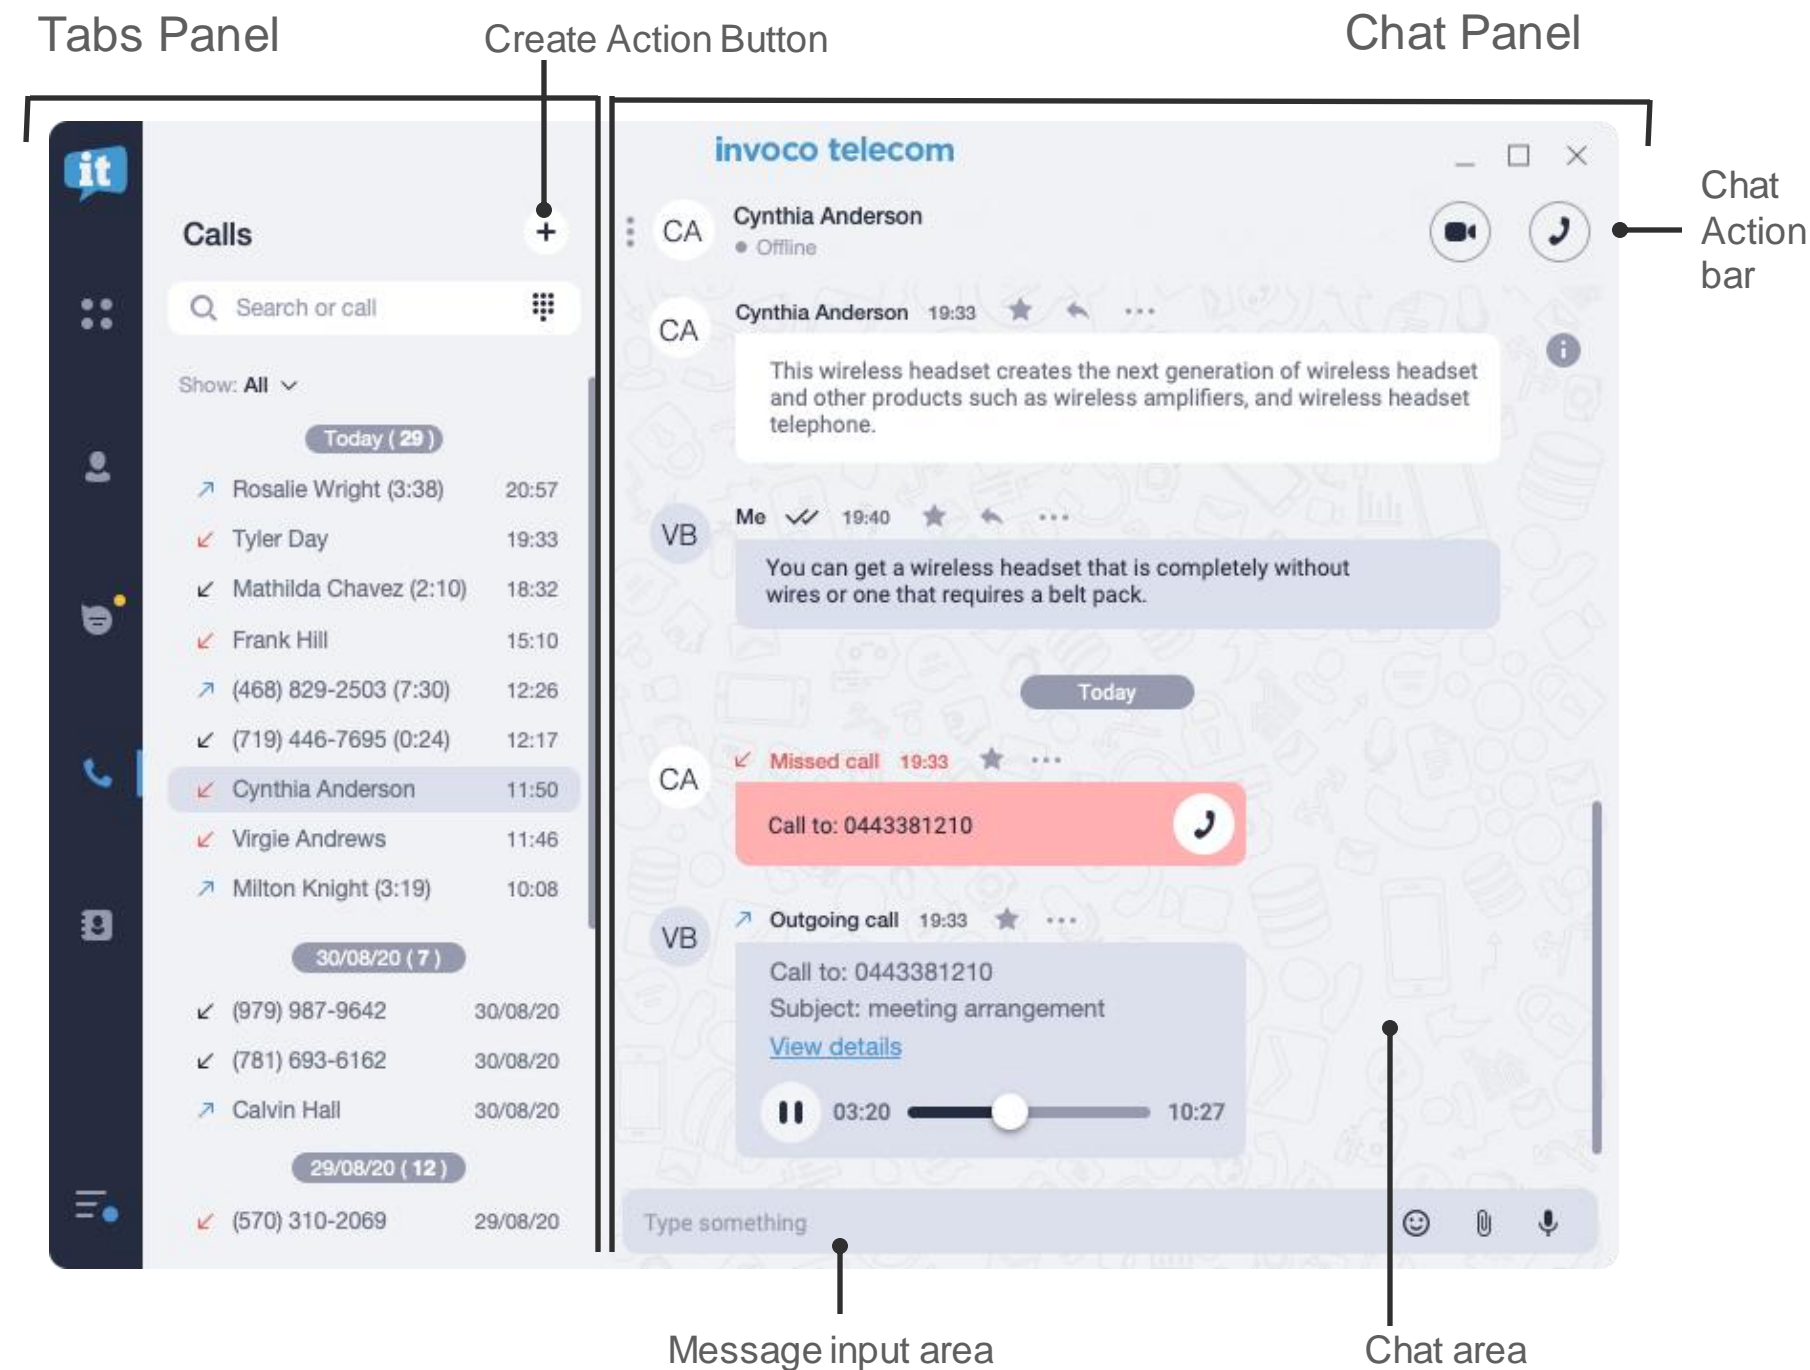 Tabs Panel
Create Action Button
Chat Panel
it
invoco telecom
Chat
Action
bar
Calls
+
Search or call
Show: All
Today ( 29 )
Rosalie Wright (3:38) 20:57
Tyler Day 19:33
Mathilda Chavez (2:10) 18:32
Frank Hill 15:10
(468) 829-2503 (7:30) 12:26
(719) 446-7695 (0:24) 12:17
Cynthia Anderson 11:50
Virgie Andrews 11:46
Milton Knight (3:19) 10:08
30/08/20 ( 7 )
(979) 987-9642 30/08/20
(781) 693-6162 30/08/20
Calvin Hall 30/08/20
29/08/20 ( 12 )
(570) 310-2069 29/08/20
CA
Cynthia Anderson
Offline
CA
Cynthia Anderson 19:33
This wireless headset creates the next generation of wireless headset
and other products such as wireless amplifiers, and wireless headset
telephone.
VB
Me 19:40
You can get a wireless headset that is completely without
wires or one that requires a belt pack.
Today
CA
Missed call 19:33
Call to: 0443381210
VB
Outgoing call 19:33
Call to: 0443381210
Subject: meeting arrangement
View details
03:20 10:27
Type something
Message input area
Chat area